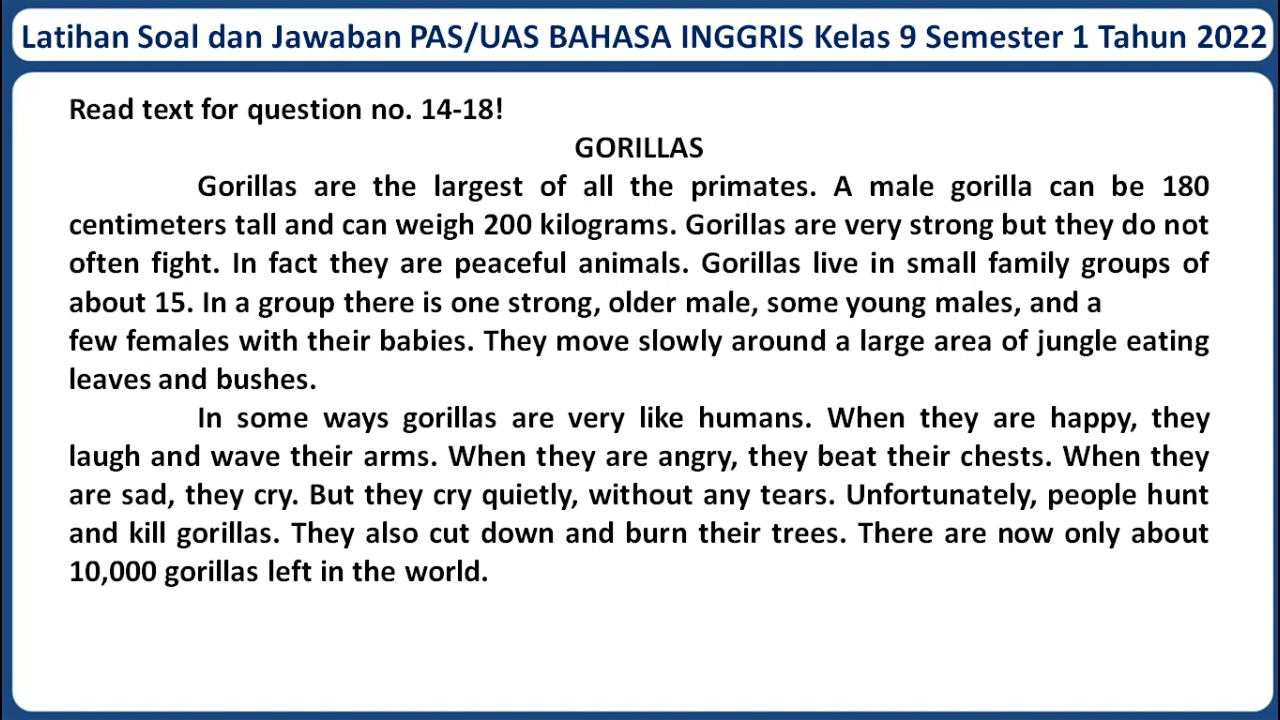 Latihan Soal dan Jawaban PAS/UAS BAHASA INGGRIS Kelas 9 Semester 1 Tahun 2022
Read text for question no. 14-18!
GORILLAS
Gorillas are the largest of all the primates. A male gorilla can be 180
centimeters tall and can weigh 200 kilograms. Gorillas are very strong but they do not
often fight. In fact they are peaceful animals. Gorillas live in small family groups of
about 15. In a group there is one strong, older male, some young males, and a
few females with their babies. They move slowly around a large area of jungle eating
leaves and bushes.
In some ways gorillas are very like humans. When they are happy, they
laugh and wave their arms. When they are angry, they beat their chests. When they
are sad, they cry. But they cry quietly, without any tears. Unfortunately, people hunt
and kill gorillas. They also cut down and burn their trees. There are now only about
10,000 gorillas left in the world.